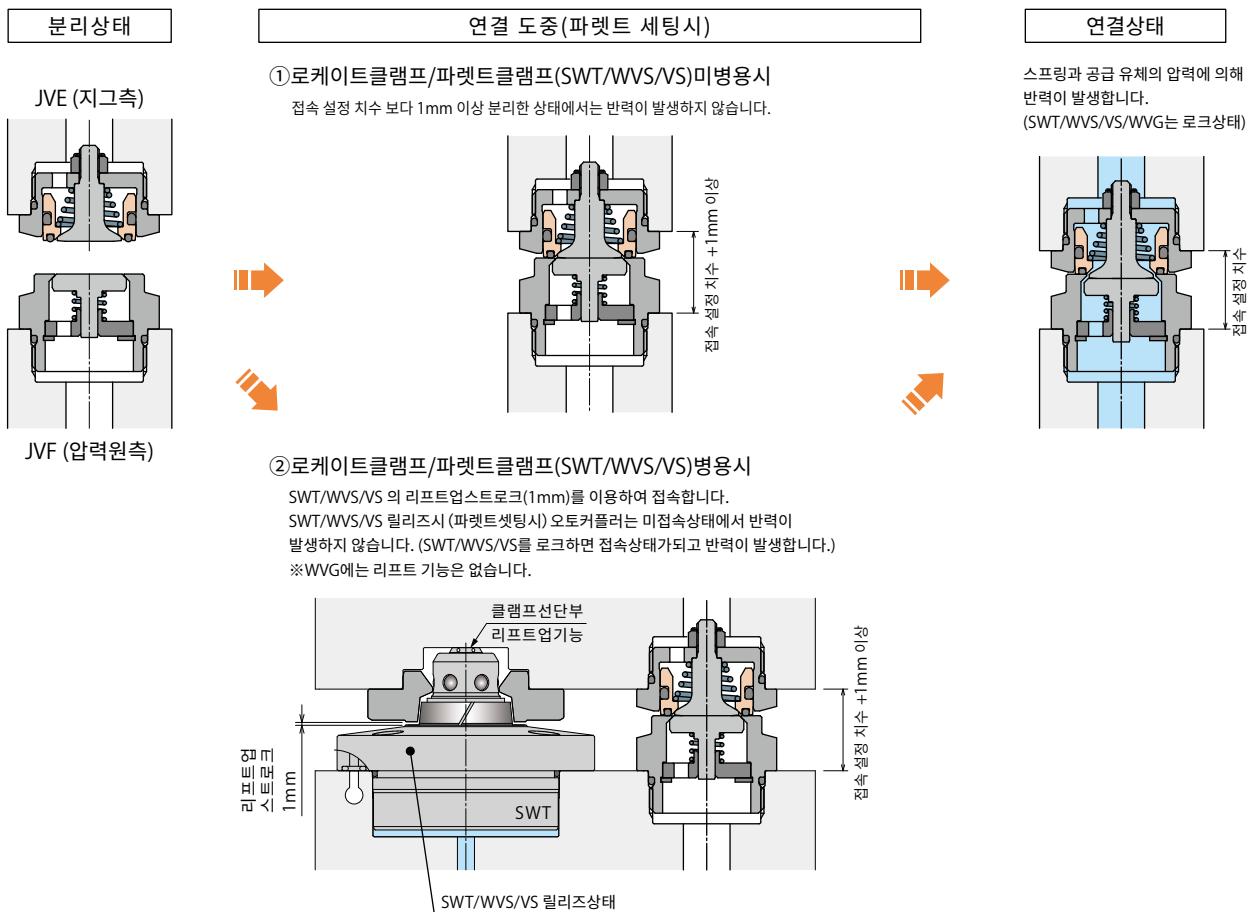 분리상태
연결 도중(파렛트 세팅시)
연결상태
JVE (지그측)
JVF (압력원측)
①로케이트클램프/파렛트클램프(SWT/WVS/VS)미병용시
접속 설정 치수 보다 1mm 이상 분리한 상태에서는 반력이 발생하지 않습니다.
접속 설정 치수 +1mm 이상
스프링과 공급 유체의 압력에 의해
반력이 발생합니다.
(SWT/WVS/VS/WVG는 로크상태)
접속 설정 치수
②로케이트클램프/파렛트클램프(SWT/WVS/VS)병용시
SWT/WVS/VS 의 리프트업스트로크(1mm)를 이용하여 접속합니다.
SWT/WVS/VS 릴리즈시 (파렛트셋팅시) 오토커플러는 미접속상태에서 반력이
발생하지 않습니다. (SWT/WVS/VS를 로크하면 접속상태가되고 반력이 발생합니다.)
※WVG에는 리프트 기능은 없습니다.
클램프선단부
리프트업기능
리프트업
스트로크
1mm
SWT
접속 설정 치수 +1mm 이상
SWT/WVS/VS 릴리즈상태